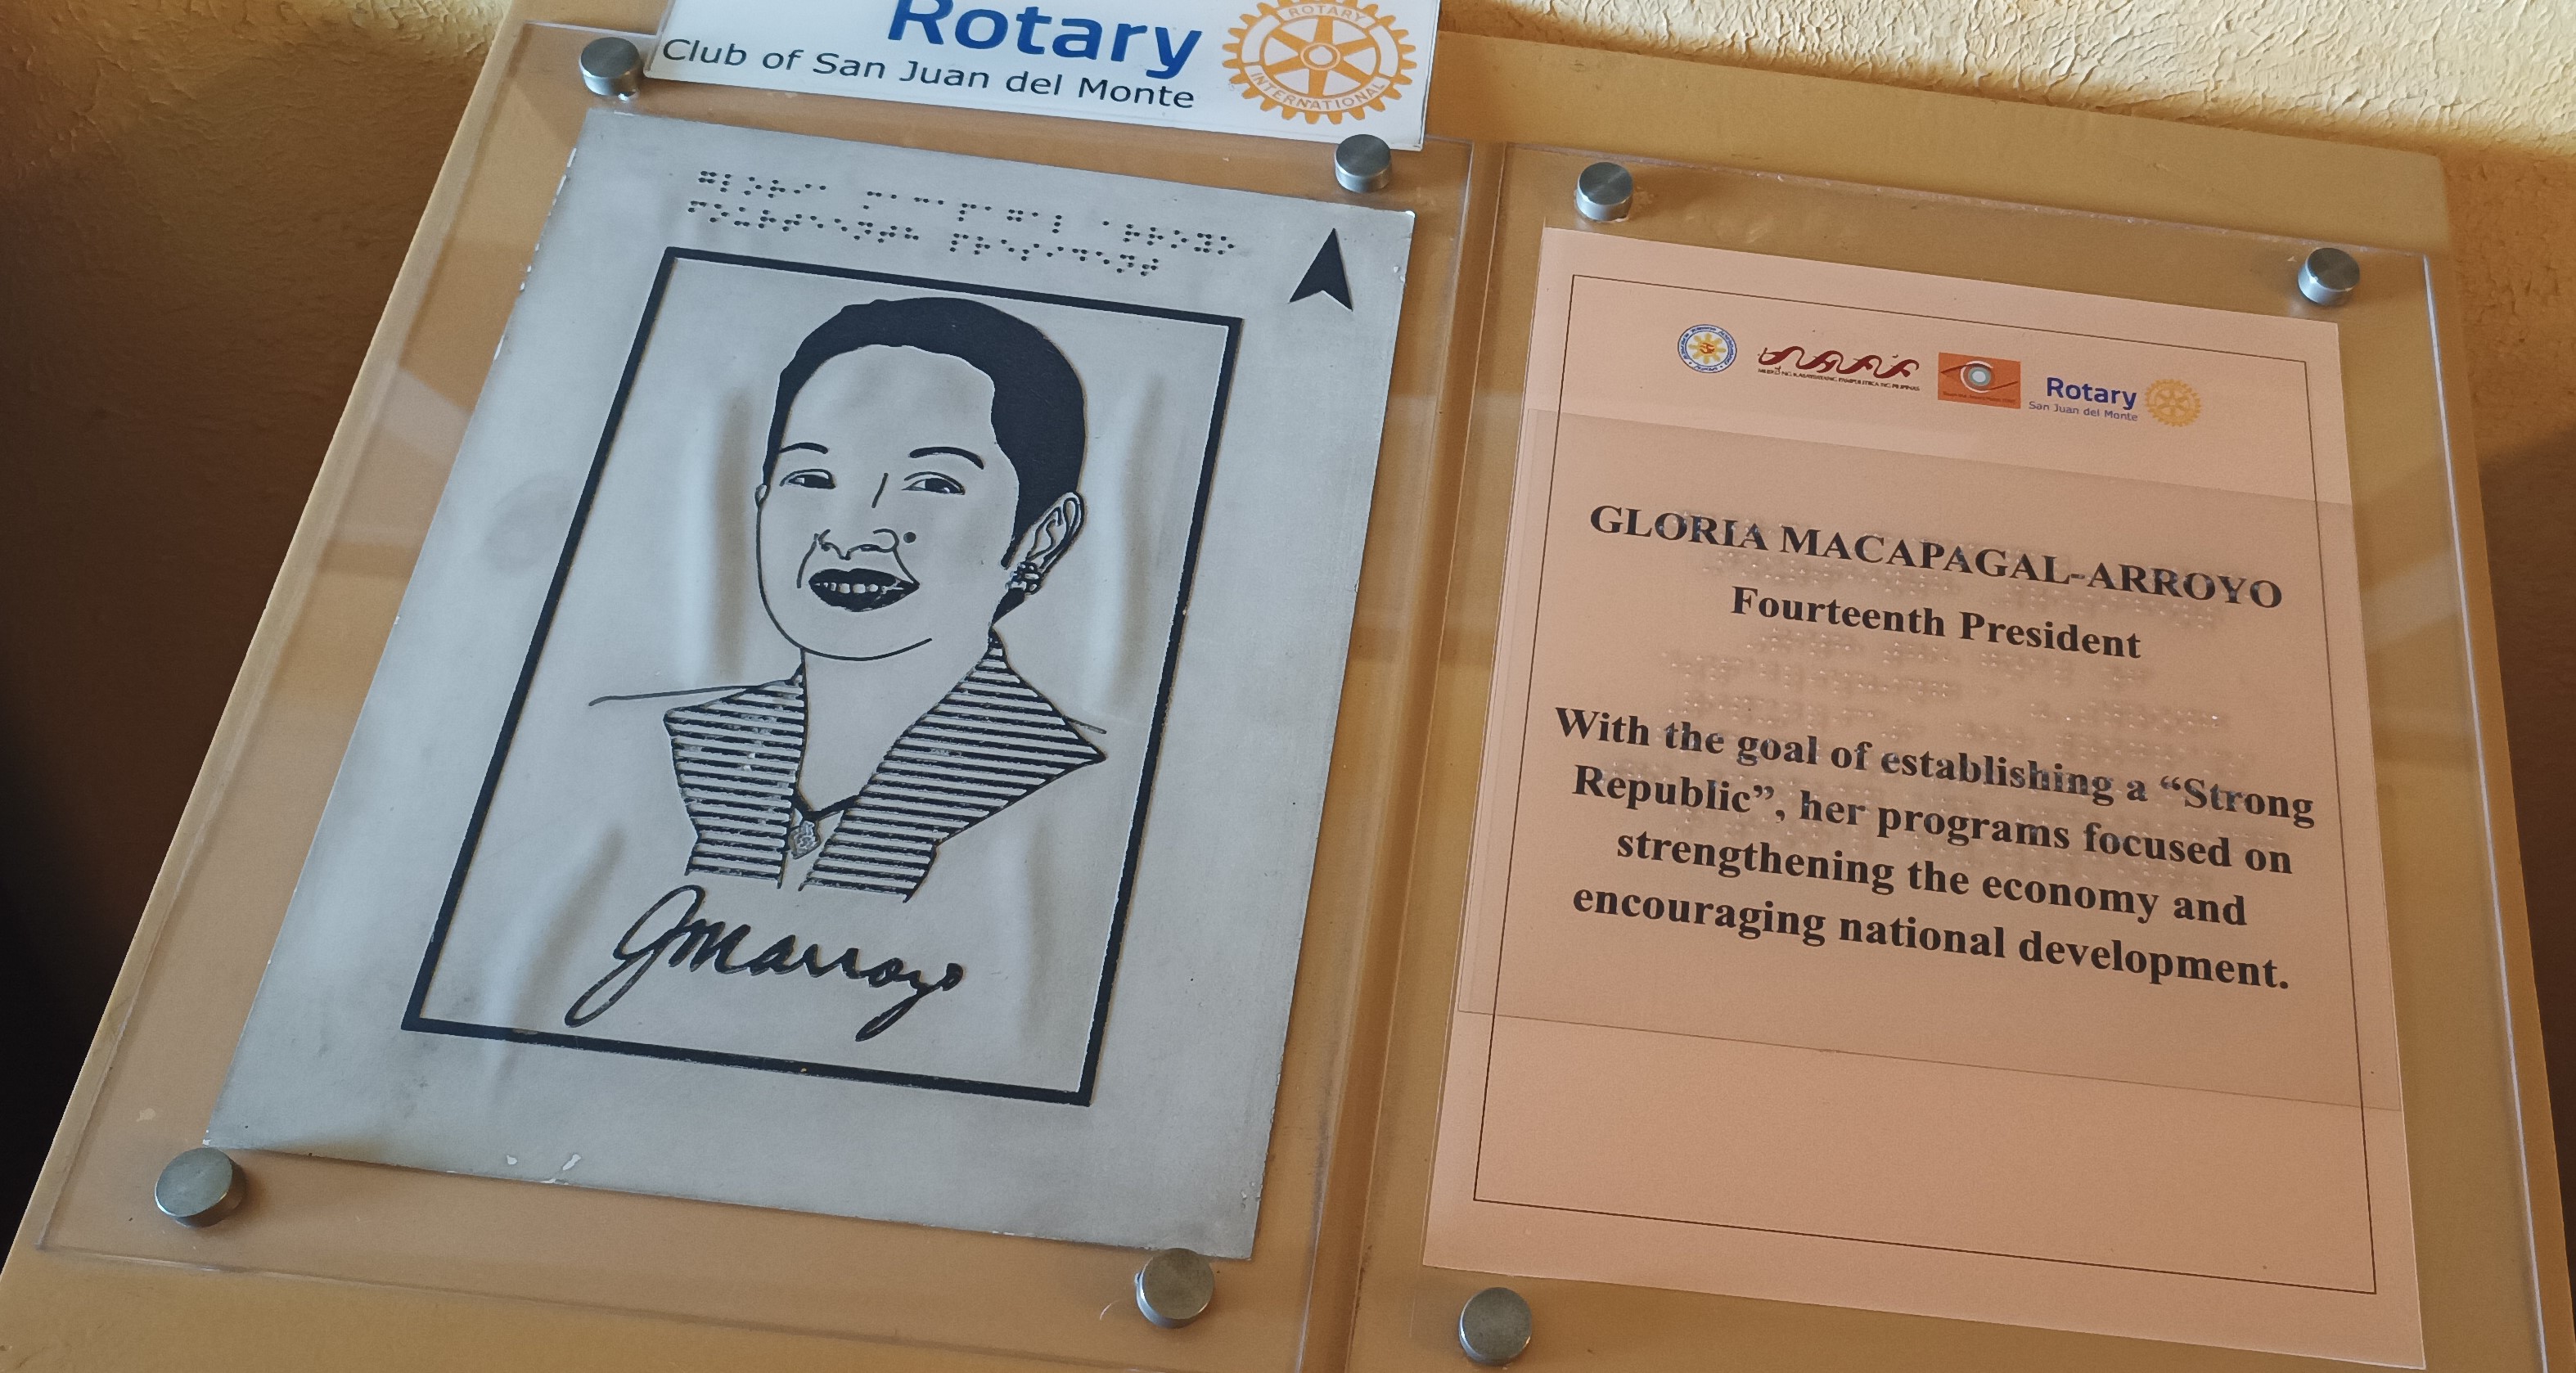 Rotary
Club of San Juan del Monte
ROTARY
INTERNATIONAL
⠛⠇⠕⠗⠊⠁ ⠍⠁⠉⠁⠏⠁⠛⠁⠇ ⠁⠗⠗⠕⠽⠕
⠋⠕⠥⠗⠞⠑⠑⠝⠞⠓ ⠏⠗⠑⠎⠊⠙⠑⠝⠞
GMArroyo
MUSEO NG KASAYSAYANG PAMPOLITIKA NG PILIPINAS
Rotary
San Juan del Monte
GLORIA MACAPAGAL-ARROYO
Fourteenth President
With the goal of establishing a “Strong
Republic”, her programs focused on
strengthening the economy and
encouraging national development.